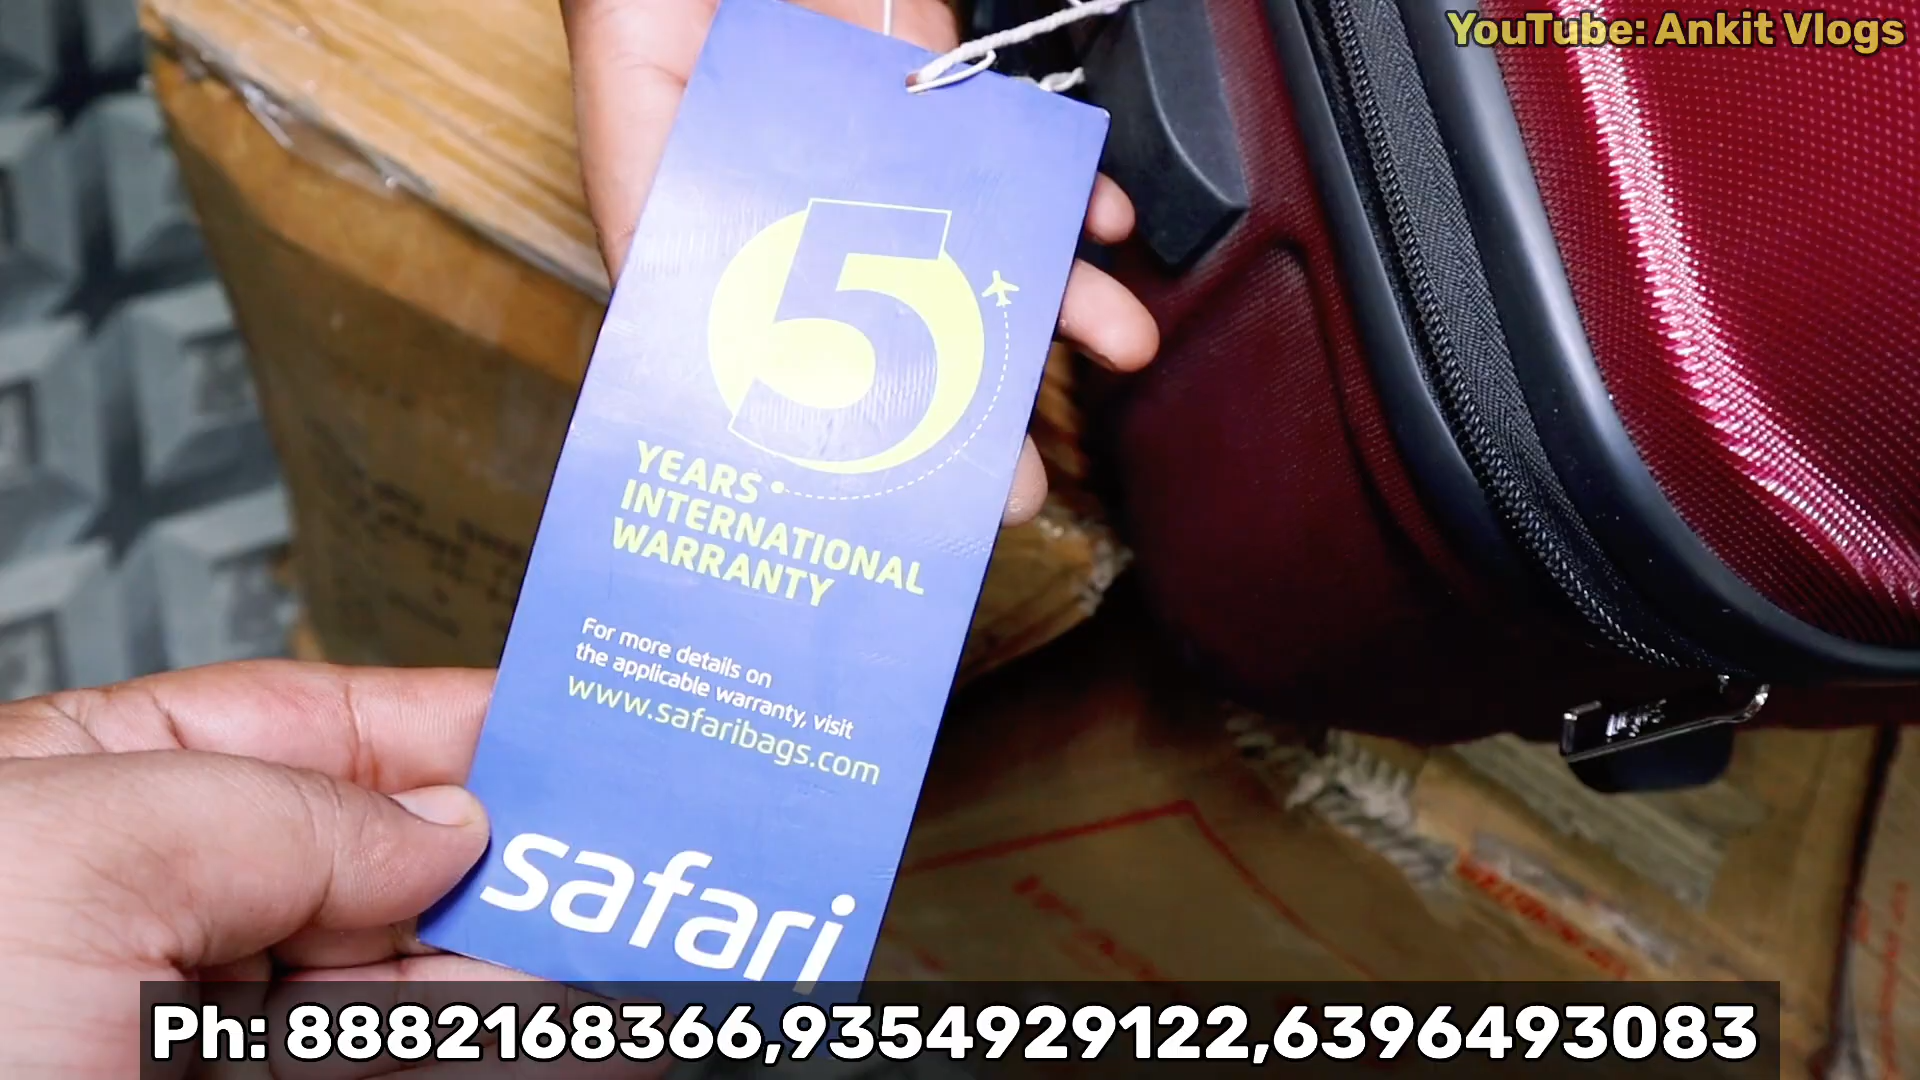 YouTube: Ankit Vlogs
5
YEARS
INTERNATIONAL
WARRANTY
For more details on
the applicable warranty, visit
www.safaribags.com
safari
Ph: 8882168366,9354929122,6396493083